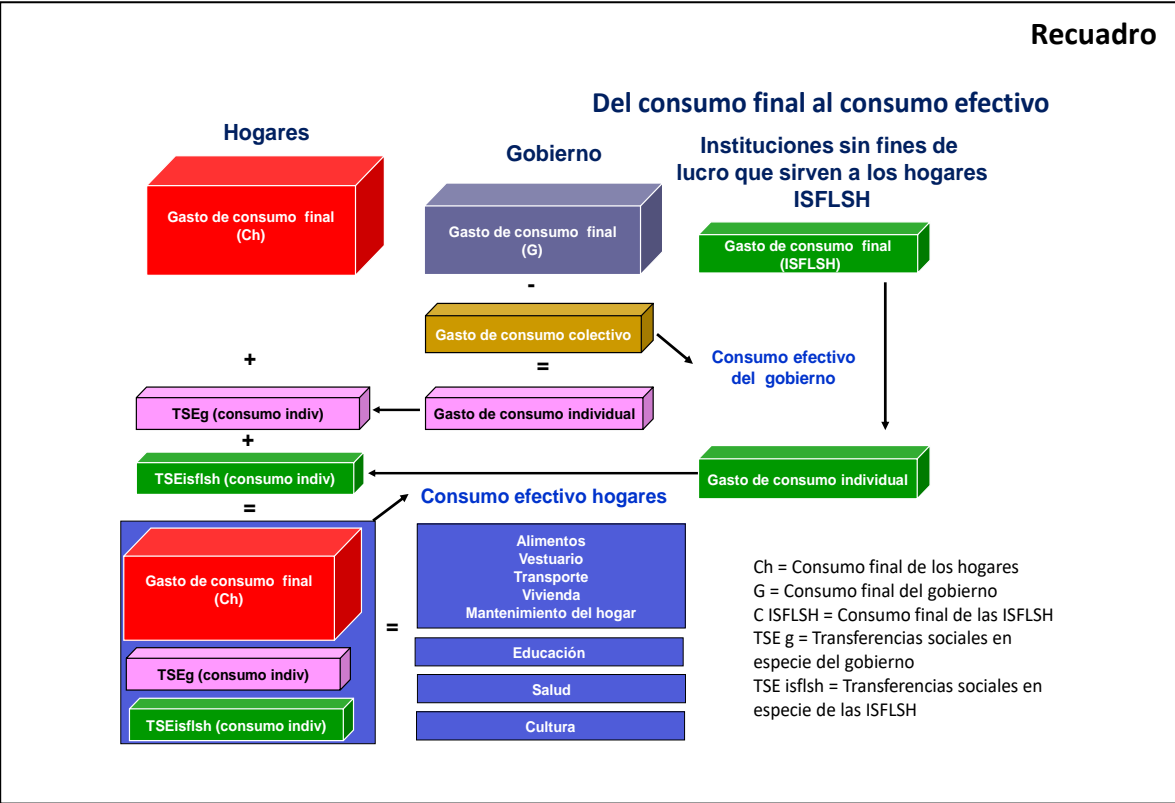 Recuadro
Del consumo final al consumo efectivo
Hogares
Gobierno
Instituciones sin fines de
lucro que sirven a los hogares
ISFLSH
Gasto de consumo final
(Ch)
Gasto de consumo final
(G)
Gasto de consumo final
(ISFLSH)
-
Gasto de consumo colectivo
Consumo efectivo
del gobierno
+
=
TSEg (consumo indiv)
Gasto de consumo individual
+
TSEisflsh (consumo indiv)
Gasto de consumo individual
=
Consumo efectivo hogares
Gasto de consumo final
(Ch)
TSEg (consumo indiv)
TSEisflsh (consumo indiv)
=
Alimentos
Vestuario
Transporte
Vivienda
Mantenimiento del hogar
Educación
Salud
Cultura
Ch = Consumo final de los hogares
G = Consumo final del gobierno
C ISFLSH = Consumo final de las ISFLSH
TSE g = Transferencias sociales en
especie del gobierno
TSE isflsh = Transferencias sociales en
especie de las ISFLSH